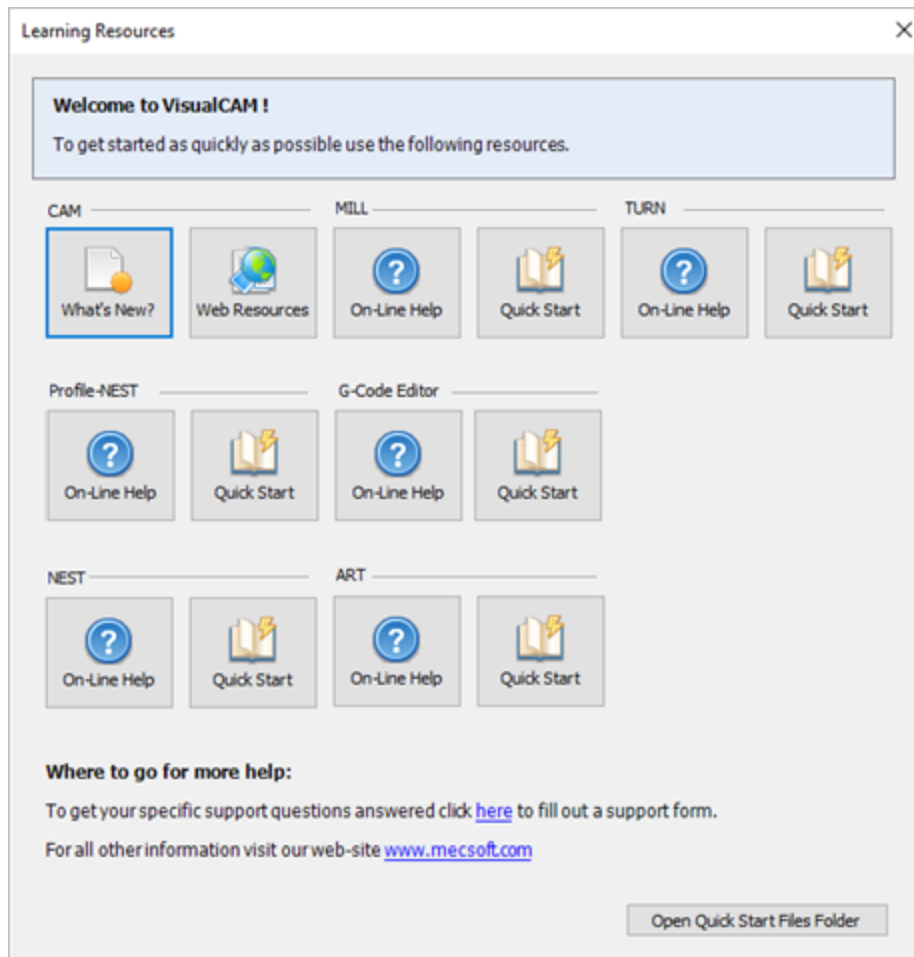 Learning Resources
Welcome to VisualCAM !
To get started as quickly as possible use the following resources.
CAM
MILL
TURN
What's New?
Web Resources
On-Line Help
Quick Start
On-Line Help
Quick Start
Profile-NEST
G-Code Editor
On-Line Help
Quick Start
On-Line Help
Quick Start
NEST
ART
On-Line Help
Quick Start
On-Line Help
Quick Start
Where to go for more help:
To get your specific support questions answered click here to fill out a support form.
For all other information visit our web-site www.mecsoft.com
Open Quick Start Files Folder